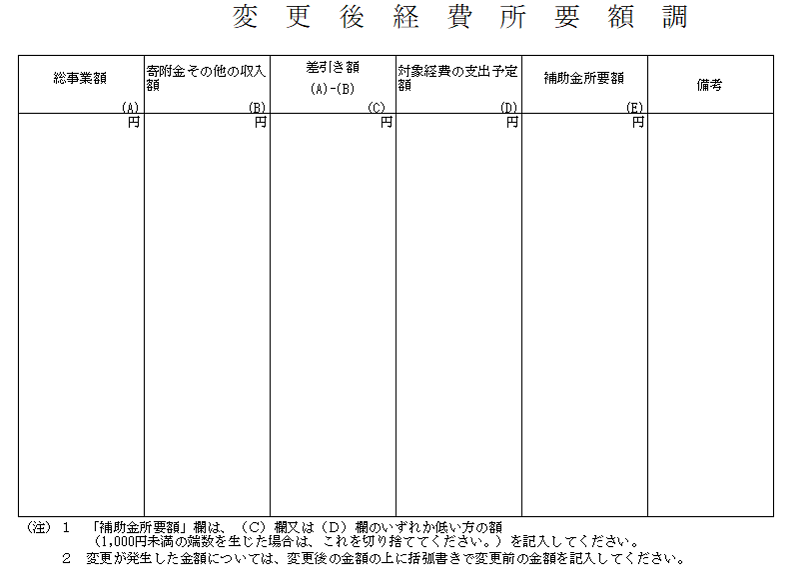 変更後経費所要額調
総事業額
(A)
寄附金その他の収入
額
(B)
差引き額
(A)-(B)
(C)
対象経費の支出予定
額
(D)
補助金所要額
(E)
備考
円
円
円
円
円
(注) 1 「補助金所要額」欄は、(C)欄又は(D)欄のいずれか低い方の額
(1,000円未満の端数を生じた場合は、これを切り捨ててください。)を記入してください。
2 変更が発生した金額については、変更後の金額の上に括弧書きで変更前の金額を記入してください。